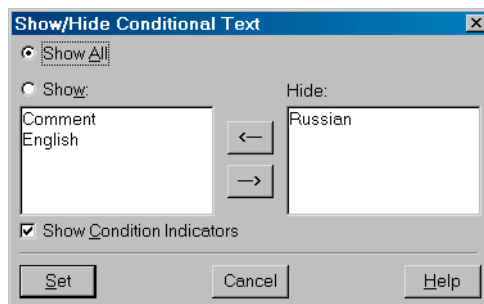 Show/Hide Conditional Text
Show All
Show:
Hide:
Comment
English
Russian
<—
—>
Show Condition Indicators
Set
Cancel
Help